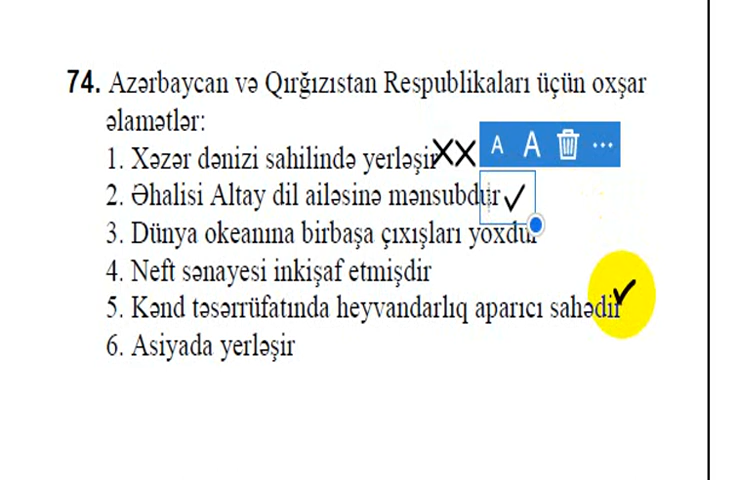 74. Azərbaycan və Qırğızıstan Respublikaları üçün oxşar
əlamətlər:
1. Xəzər dənizi sahilində yerləşir
2. Əhalisi Altay dil ailəsinə mənsubdur
3. Dünya okeanına birbaşa çıxışları yoxdur
4. Neft sənayesi inkişaf etmişdir
5. Kənd təsərrüfatında heyvandarlıq aparıcı sahədir
6. Asiyada yerləşir